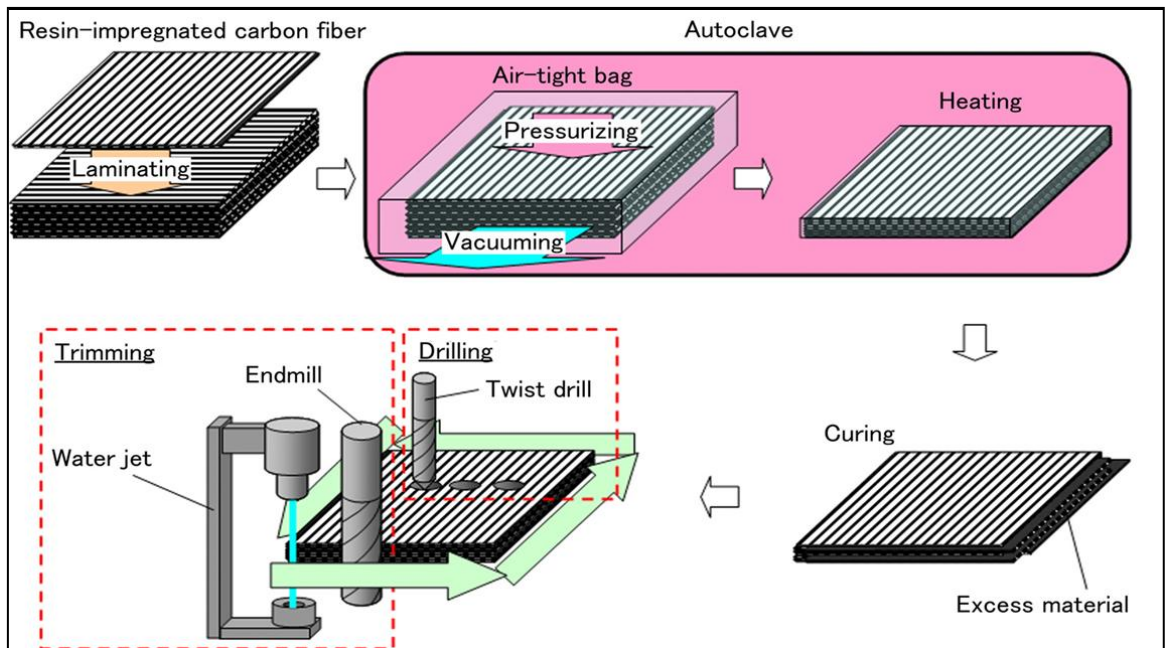 Resin-impregnated carbon fiber
Laminating
Autoclave
Air-tight bag
Pressurizing
Vacuuming
Heating
Trimming
Endmill
Water jet
Drilling
Twist drill
Curing
Excess material